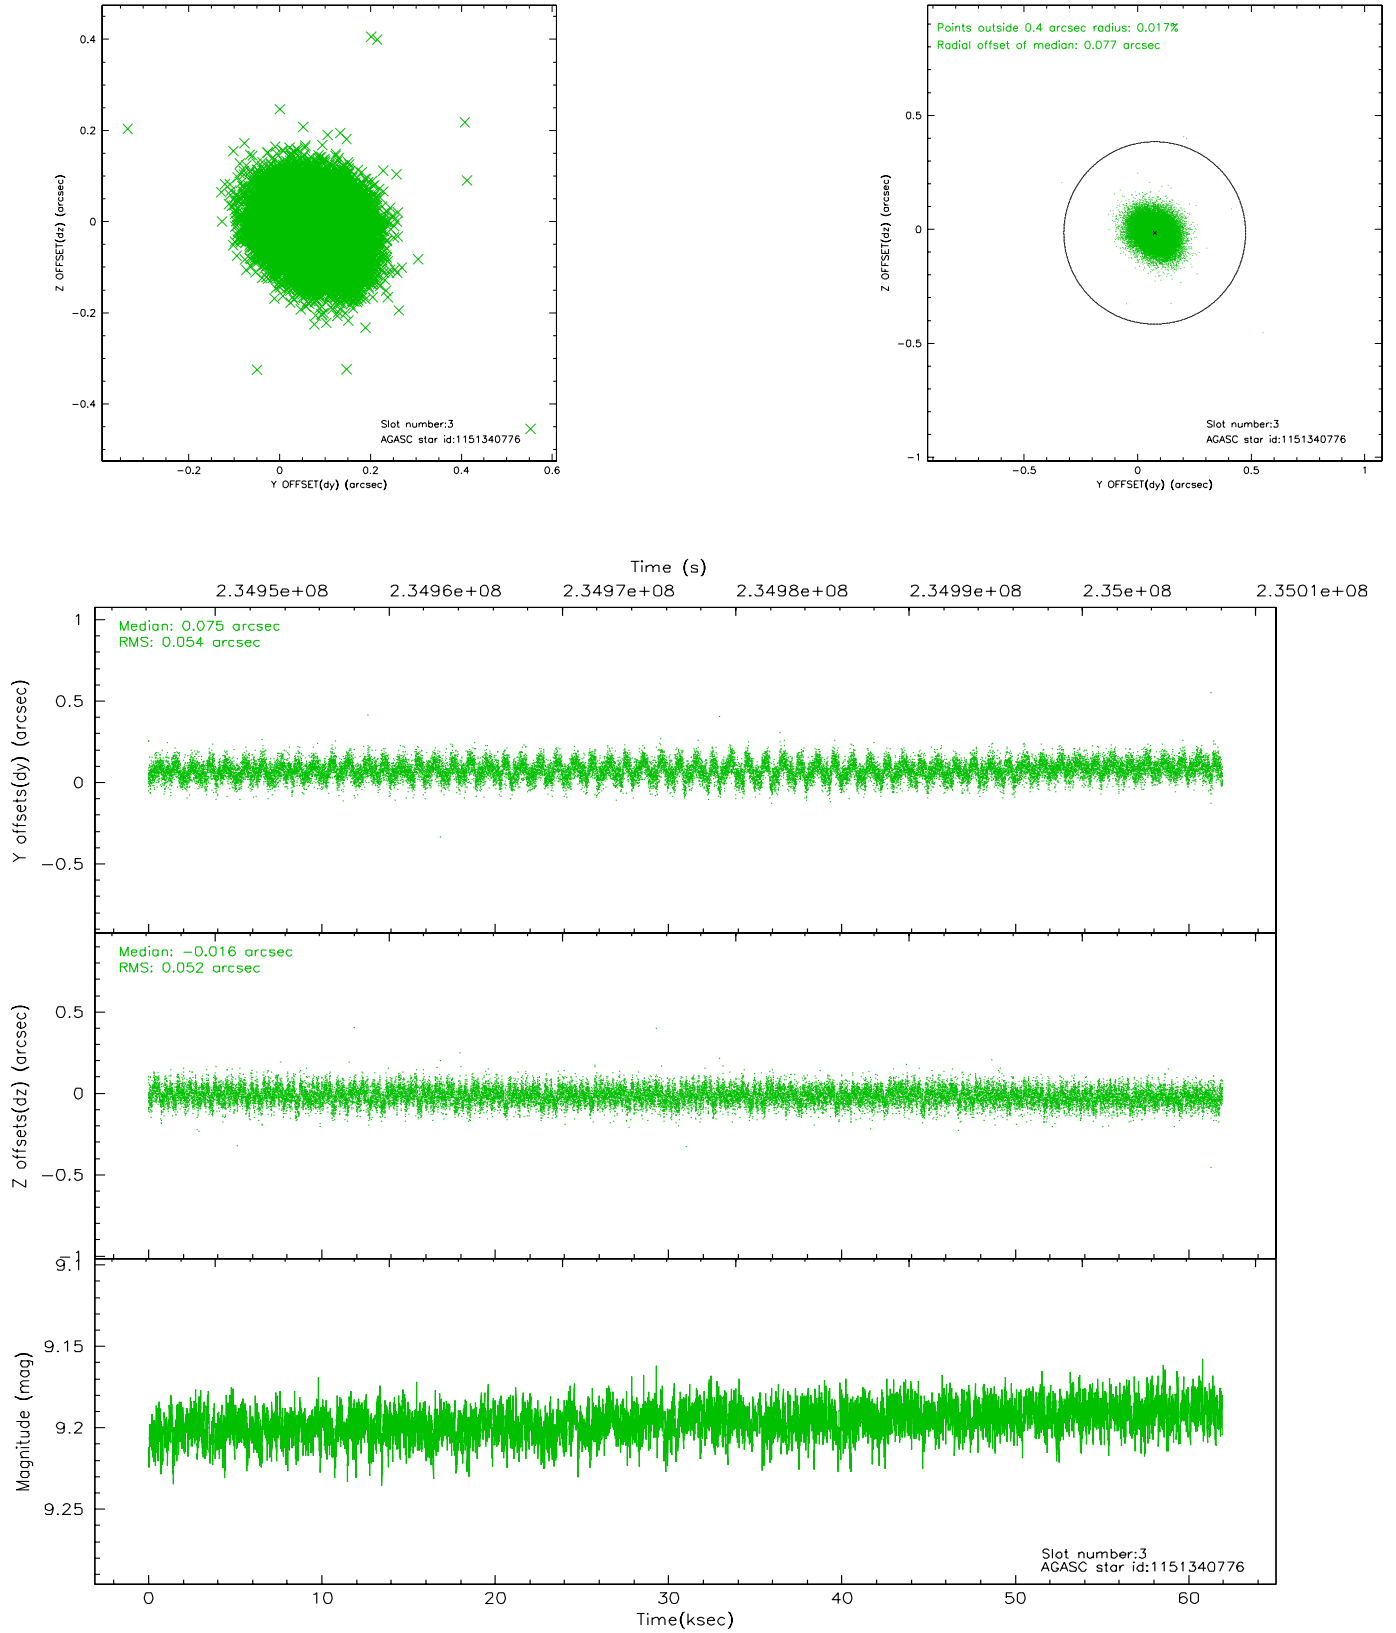 0.4
0.2
0
−0.2
−0.4
Z OFFSET(dz) (arcsec)
Slot number:3
AGASC star id:1151340776
−0.2 0 0.2 0.4 0.6
Y OFFSET(dy) (arcsec)
Points outside 0.4 arcsec radius: 0.017%
Radial offset of median: 0.077 arcsec
0.5
0
−0.5
−1
Z OFFSET(dz) (arcsec)
Slot number:3
AGASC star id:1151340776
−0.5 0 0.5 1
Y OFFSET(dy) (arcsec)
Time (s)
2.3495e+08 2.3496e+08 2.3497e+08 2.3498e+08 2.3499e+08 2.35e+08 2.3501e+08
Median: 0.075 arcsec
RMS: 0.054 arcsec
1
0.5
0
−0.5
Y offsets(dy) (arcsec)
Median: −0.016 arcsec
RMS: 0.052 arcsec
0.5
0
−0.5
−1
Z offsets(dz) (arcsec)
9.1
9.15
9.2
9.25
Magnitude (mag)
Slot number:3
AGASC star id:1151340776
0 10 20 30 40 50 60
Time(ksec)